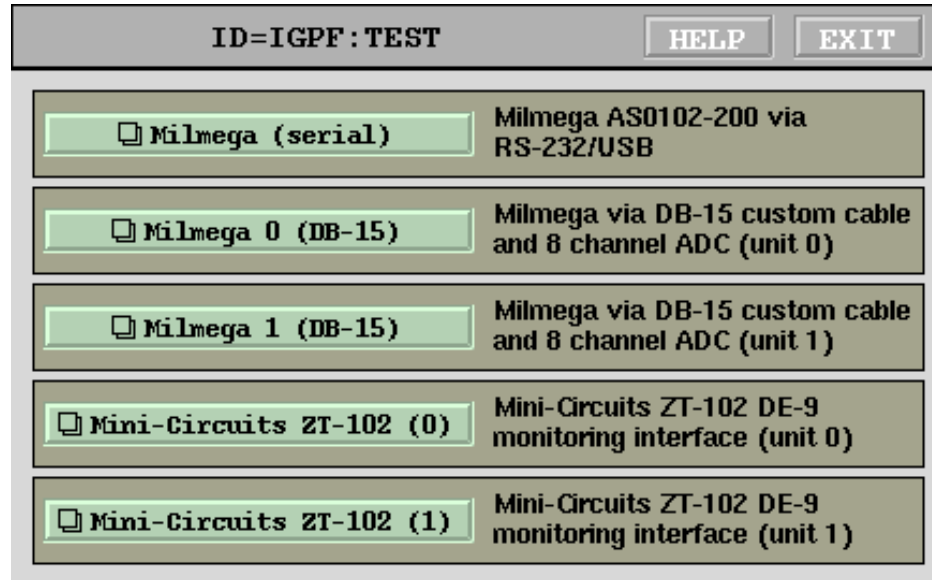 ID=IGPF:TEST HELP EXIT
Milmega (serial) Milmega AS0102-200 via
RS-232/USB
Milmega 0 (DB-15) Milmega via DB-15 custom cable
and 8 channel ADC (unit 0)
Milmega 1 (DB-15) Milmega via DB-15 custom cable
and 8 channel ADC (unit 1)
Mini-Circuits ZT-102 (0) Mini-Circuits ZT-102 DE-9
monitoring interface (unit 0)
Mini-Circuits ZT-102 (1) Mini-Circuits ZT-102 DE-9
monitoring interface (unit 1)